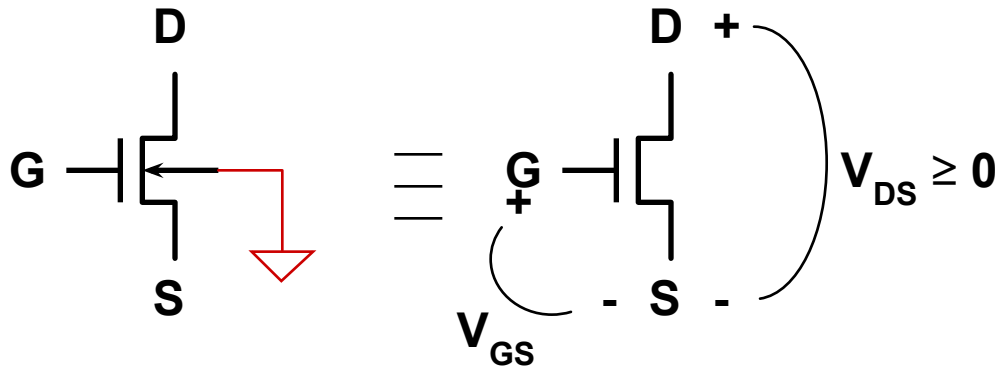 D
G
S
D +
G
+
- S -
V_GS
V_DS ≥ 0